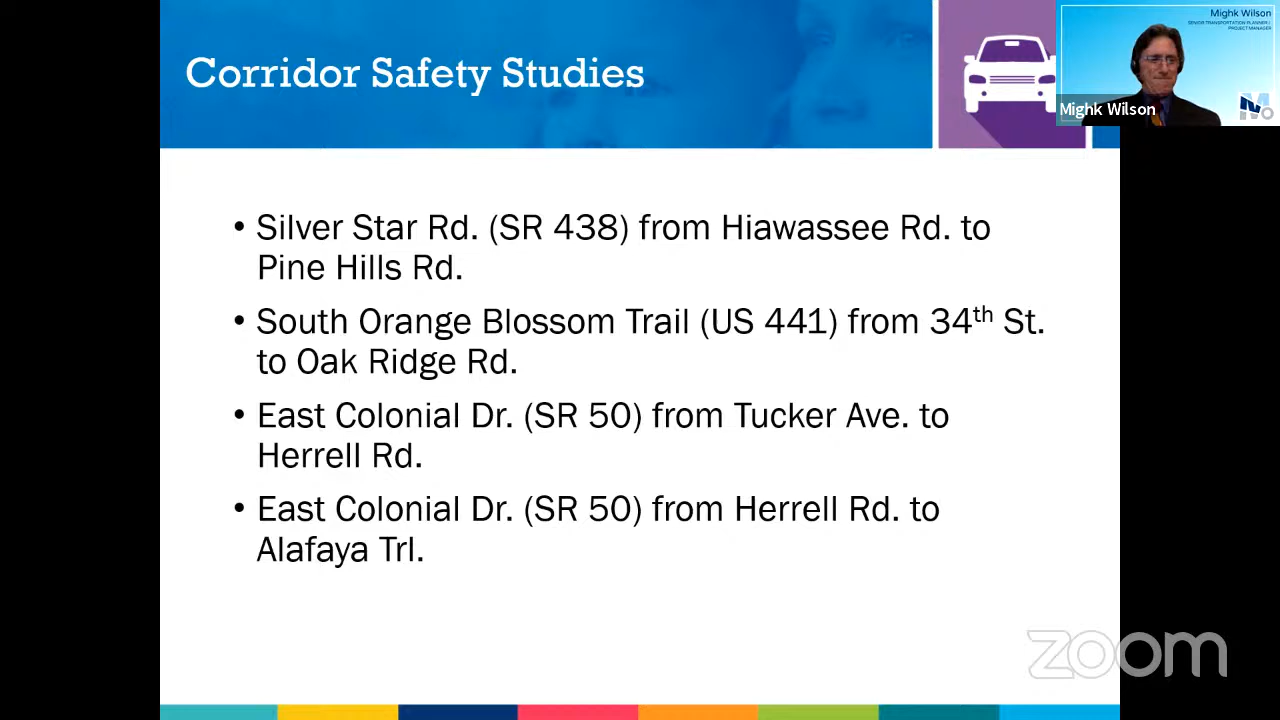 Corridor Safety Studies
Mighk Wilson
SENIOR TRANSPORTATION PLANNER /
PROJECT MANAGER
Mighk Wilson
• Silver Star Rd. (SR 438) from Hiawassee Rd. to
Pine Hills Rd.
• South Orange Blossom Trail (US 441) from 34th St.
to Oak Ridge Rd.
• East Colonial Dr. (SR 50) from Tucker Ave. to
Herrell Rd.
• East Colonial Dr. (SR 50) from Herrell Rd. to
Alafaya Trl.
zoom